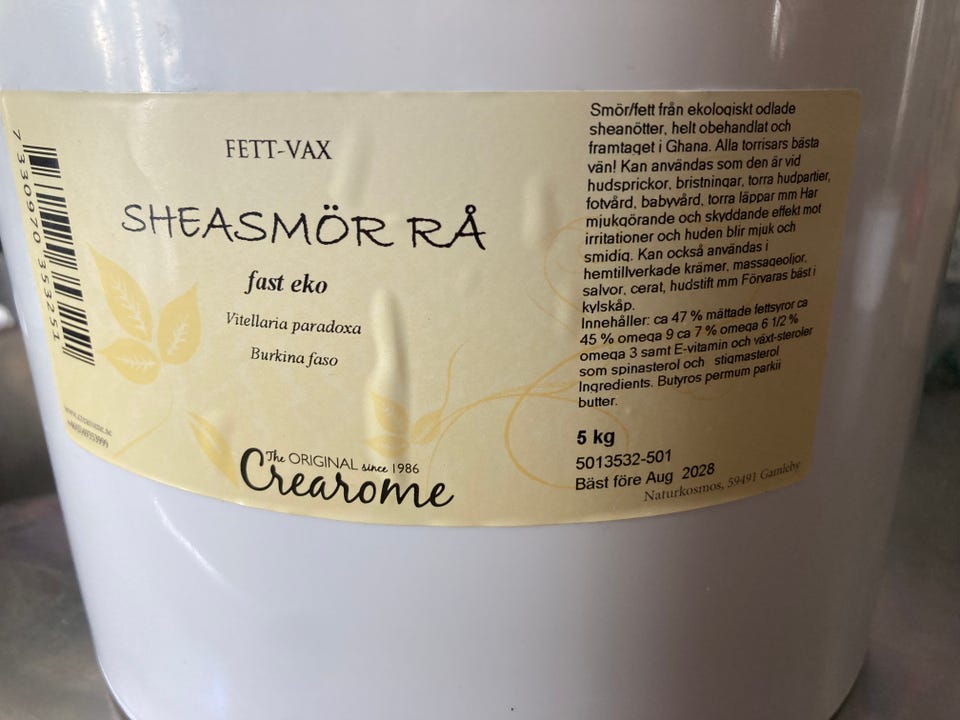 7 330970 353251
FETT-VAX
SHEASMÖR RÅ
fast eko
Vitellaria paradoxa
Burkina faso
The ORIGINAL since 1986
Crearome
Smör/fett från ekologiskt odlade
sheanötter, helt obehandlat och
framtaget i Ghana. Alla torrisars bästa
vän! Kan användas som den är vid
hudsprickor, bristningar, torra hudpartier,
fotvård, babyvård, torra läppar mm Har
mjukgörande och skyddande effekt mot
irritationer och huden blir mjuk och
smidig. Kan också användas i
hemtillverkade krämer, massageoljor,
salvor, cerat, hudstift mm Förvaras bäst i
kylskåp.
Innehåller: ca 47 % mättade fettsyror ca
45 % omega 9 ca 7 % omega 6 1/2 %
omega 3 samt E-vitamin och växt-steroler
som spinasterol och stigmasterol
Ingredients. Butyros permum parkii
butter.
5 kg
5013532-501
Bäst före Aug 2028
Naturkosmos, 59491 Gamleby